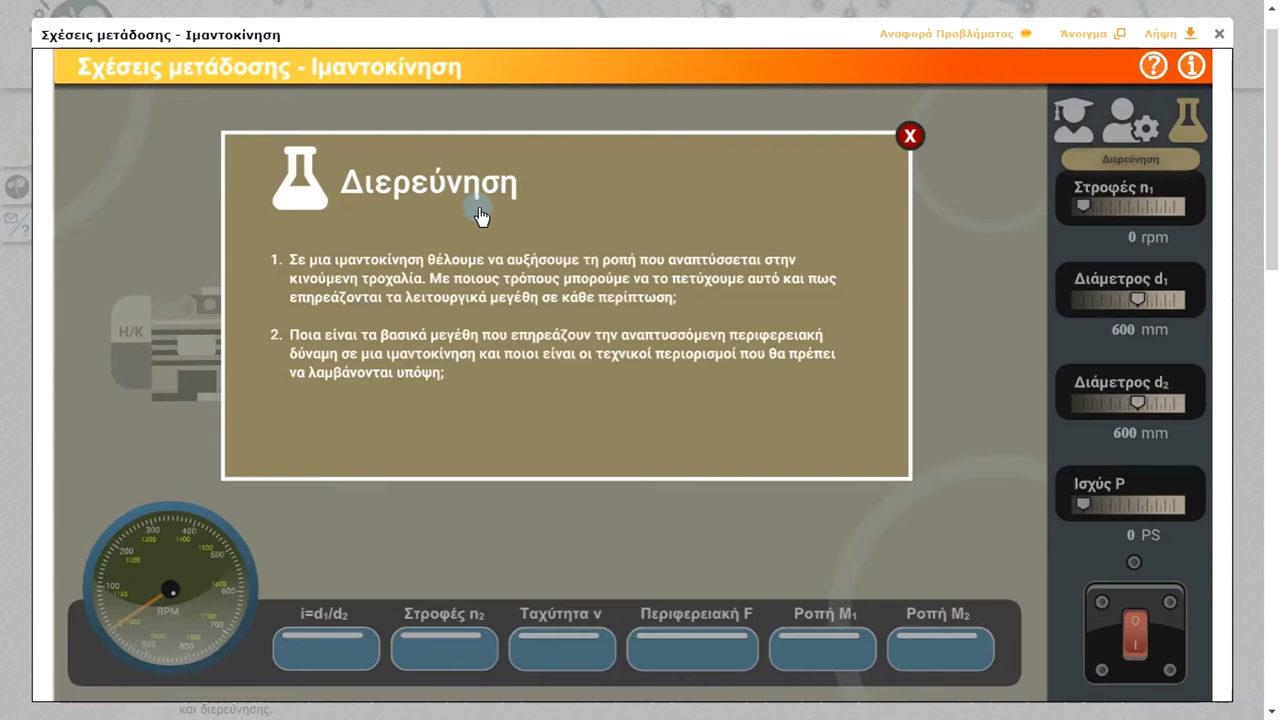 Σχέσεις μετάδοσης - Ιμαντοκίνηση
Αναφορά Προβλήματος
Άνοιγμα
Λήψη
Σχέσεις μετάδοσης - Ιμαντοκίνηση
Διερεύνηση
1. Σε μια ιμαντοκίνηση θέλουμε να αυξήσουμε τη ροπή που αναπτύσσεται στην
κινούμενη τροχαλία. Με ποιους τρόπους μπορούμε να το πετύχουμε αυτό και πως
επηρεάζονται τα λειτουργικά μεγέθη σε κάθε περίπτωση;
2. Ποια είναι τα βασικά μεγέθη που επηρεάζουν την αναπτυσσόμενη περιφερειακή
δύναμη σε μια ιμαντοκίνηση και ποιοι είναι οι τεχνικοί περιορισμοί που θα πρέπει
να λαμβάνονται υπόψη;
Διερεύνηση
Στροφές n₁
0 rpm
Διάμετρος d₁
600 mm
Διάμετρος d₂
600 mm
Ισχύς P
0 PS
O
I
Η/Κ
RPM
i=d₁/d₂
Στροφές n₂
Ταχύτητα v
Περιφερειακή F
Ροπή M₁
Ροπή M₂
και διερεύνησης.